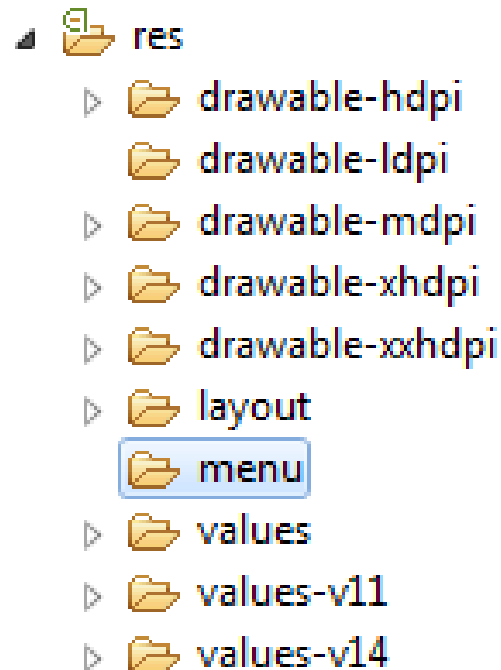 res
drawable-hdpi
drawable-ldpi
drawable-mdpi
drawable-xhdpi
drawable-xxhdpi
layout
menu
values
values-v11
values-v14